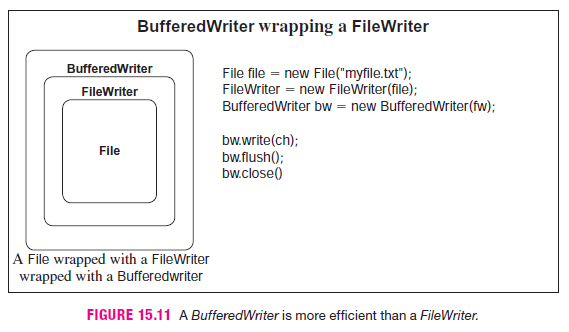 BufferedWriter wrapping a FileWriter
BufferedWriter
FileWriter
File
A File wrapped with a FileWriter
wrapped with a Bufferedwriter
File file = new File("myfile.txt");
FileWriter = new FileWriter(file);
BufferedWriter bw = new BufferedWriter(fw);
bw.write(ch);
bw.flush();
bw.close()
FIGURE 15.11 A BufferedWriter is more efficient than a FileWriter.